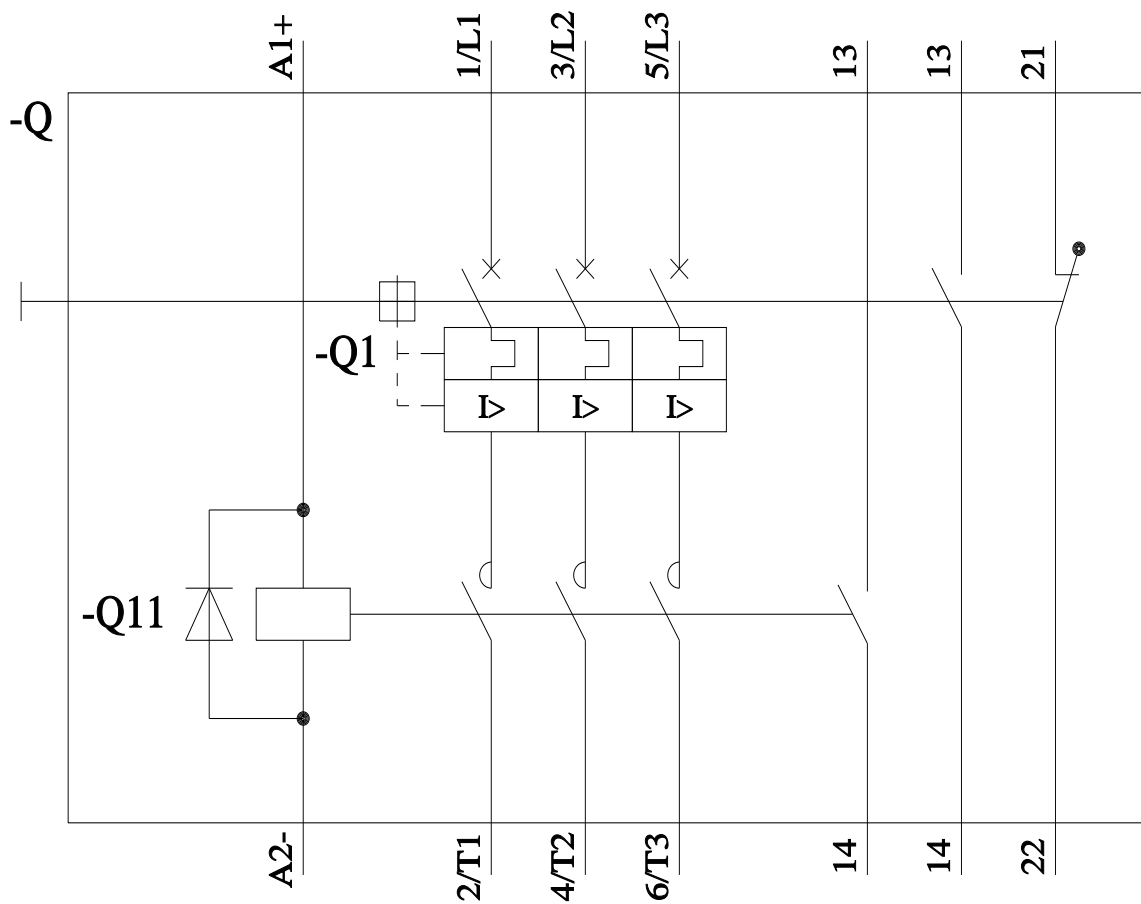 A1+
1/L1
3/L2
5/L3
13
13
21
-Q
-Q1
I>
I>
I>
-Q11
A2-
2/T1
4/T2
6/T3
14
14
22